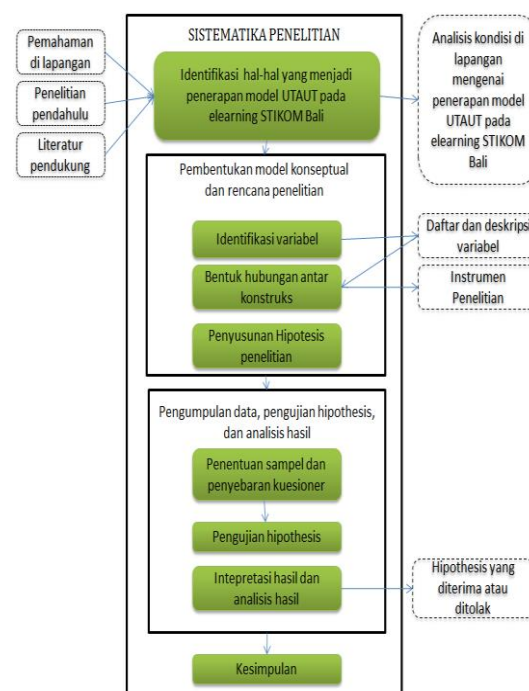 SISTEMATIKA PENELITIAN
Pemahaman
di lapangan
Penelitian
pendahulu
Literatur
pendukung
Identifikasi hal-hal yang menjadi
penerapan model UTAUT pada
elearning STIKOM Bali
Analisis kondisi di
lapangan
mengenai
penerapan model
UTAUT pada
elearning STIKOM
Bali
Pembentukan model konseptual
dan rencana penelitian
Identifikasi variabel
Bentuk hubungan antar
konstruks
Penyusunan Hipotesis
penelitian
Daftar dan deskripsi
variabel
Instrumen
Penelitian
Pengumpulan data, pengujian hipothesis,
dan analisis hasil
Penentuan sampel dan
penyebaran kuesioner
Pengujian hipothesis
Intepretasi hasil dan
analisis hasil
Hipothesis yang
diterima atau
ditolak
Kesimpulan